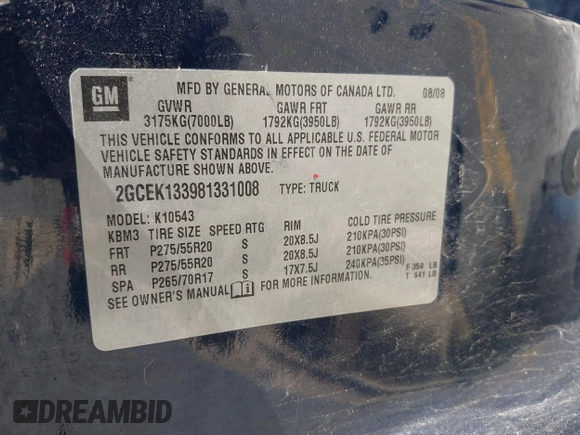 GM
MFD BY GENERAL MOTORS OF CANADA LTD. 08/08
GVWR GAWR FRT GAWR RR
3175KG(7000LB) 1792KG(3950LB) 1792KG(3950LB)
THIS VEHICLE CONFORMS TO ALL APPLICABLE U.S. FEDERAL MOTOR
VEHICLE SAFETY STANDARDS IN EFFECT ON THE DATE OF
MANUFACTURE SHOWN ABOVE.
2GCEK133981331008 TYPE: TRUCK
MODEL: K10543
KBM3 TIRE SIZE SPEED RTG RIM COLD TIRE PRESSURE
FRT P275/55R20 S 20X8.5J 210KPA(30PSI)
RR P275/55R20 S 20X8.5J 210KPA(30PSI)
SPA P265/70R17 S 17X7.5J 240KPA(35PSI) F 358 LB
T 541 LB
SEE OWNER'S MANUAL FOR MORE INFORMATION.
DREAMBID